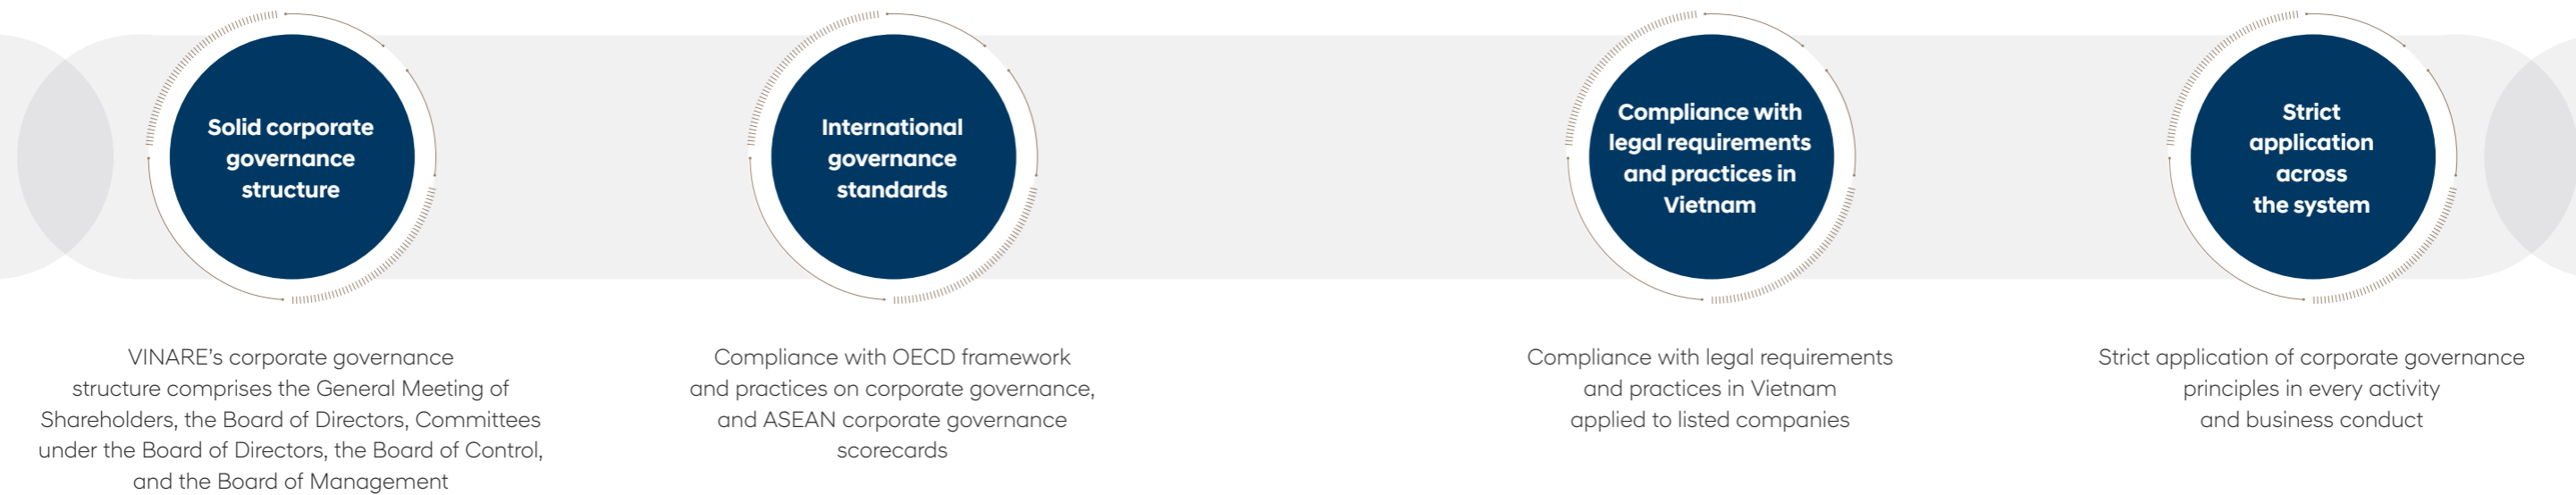 Solid corporate
governance
structure
VINARE’s corporate governance
structure comprises the General Meeting of
Shareholders, the Board of Directors, Committees
under the Board of Directors, the Board of Control,
and the Board of Management
International
governance
standards
Compliance with OECD framework
and practices on corporate governance,
and ASEAN corporate governance
scorecards
Compliance with
legal requirements
and practices in
Vietnam
Compliance with legal requirements
and practices in Vietnam
applied to listed companies
Strict
application
across
the system
Strict application of corporate governance
principles in every activity
and business conduct